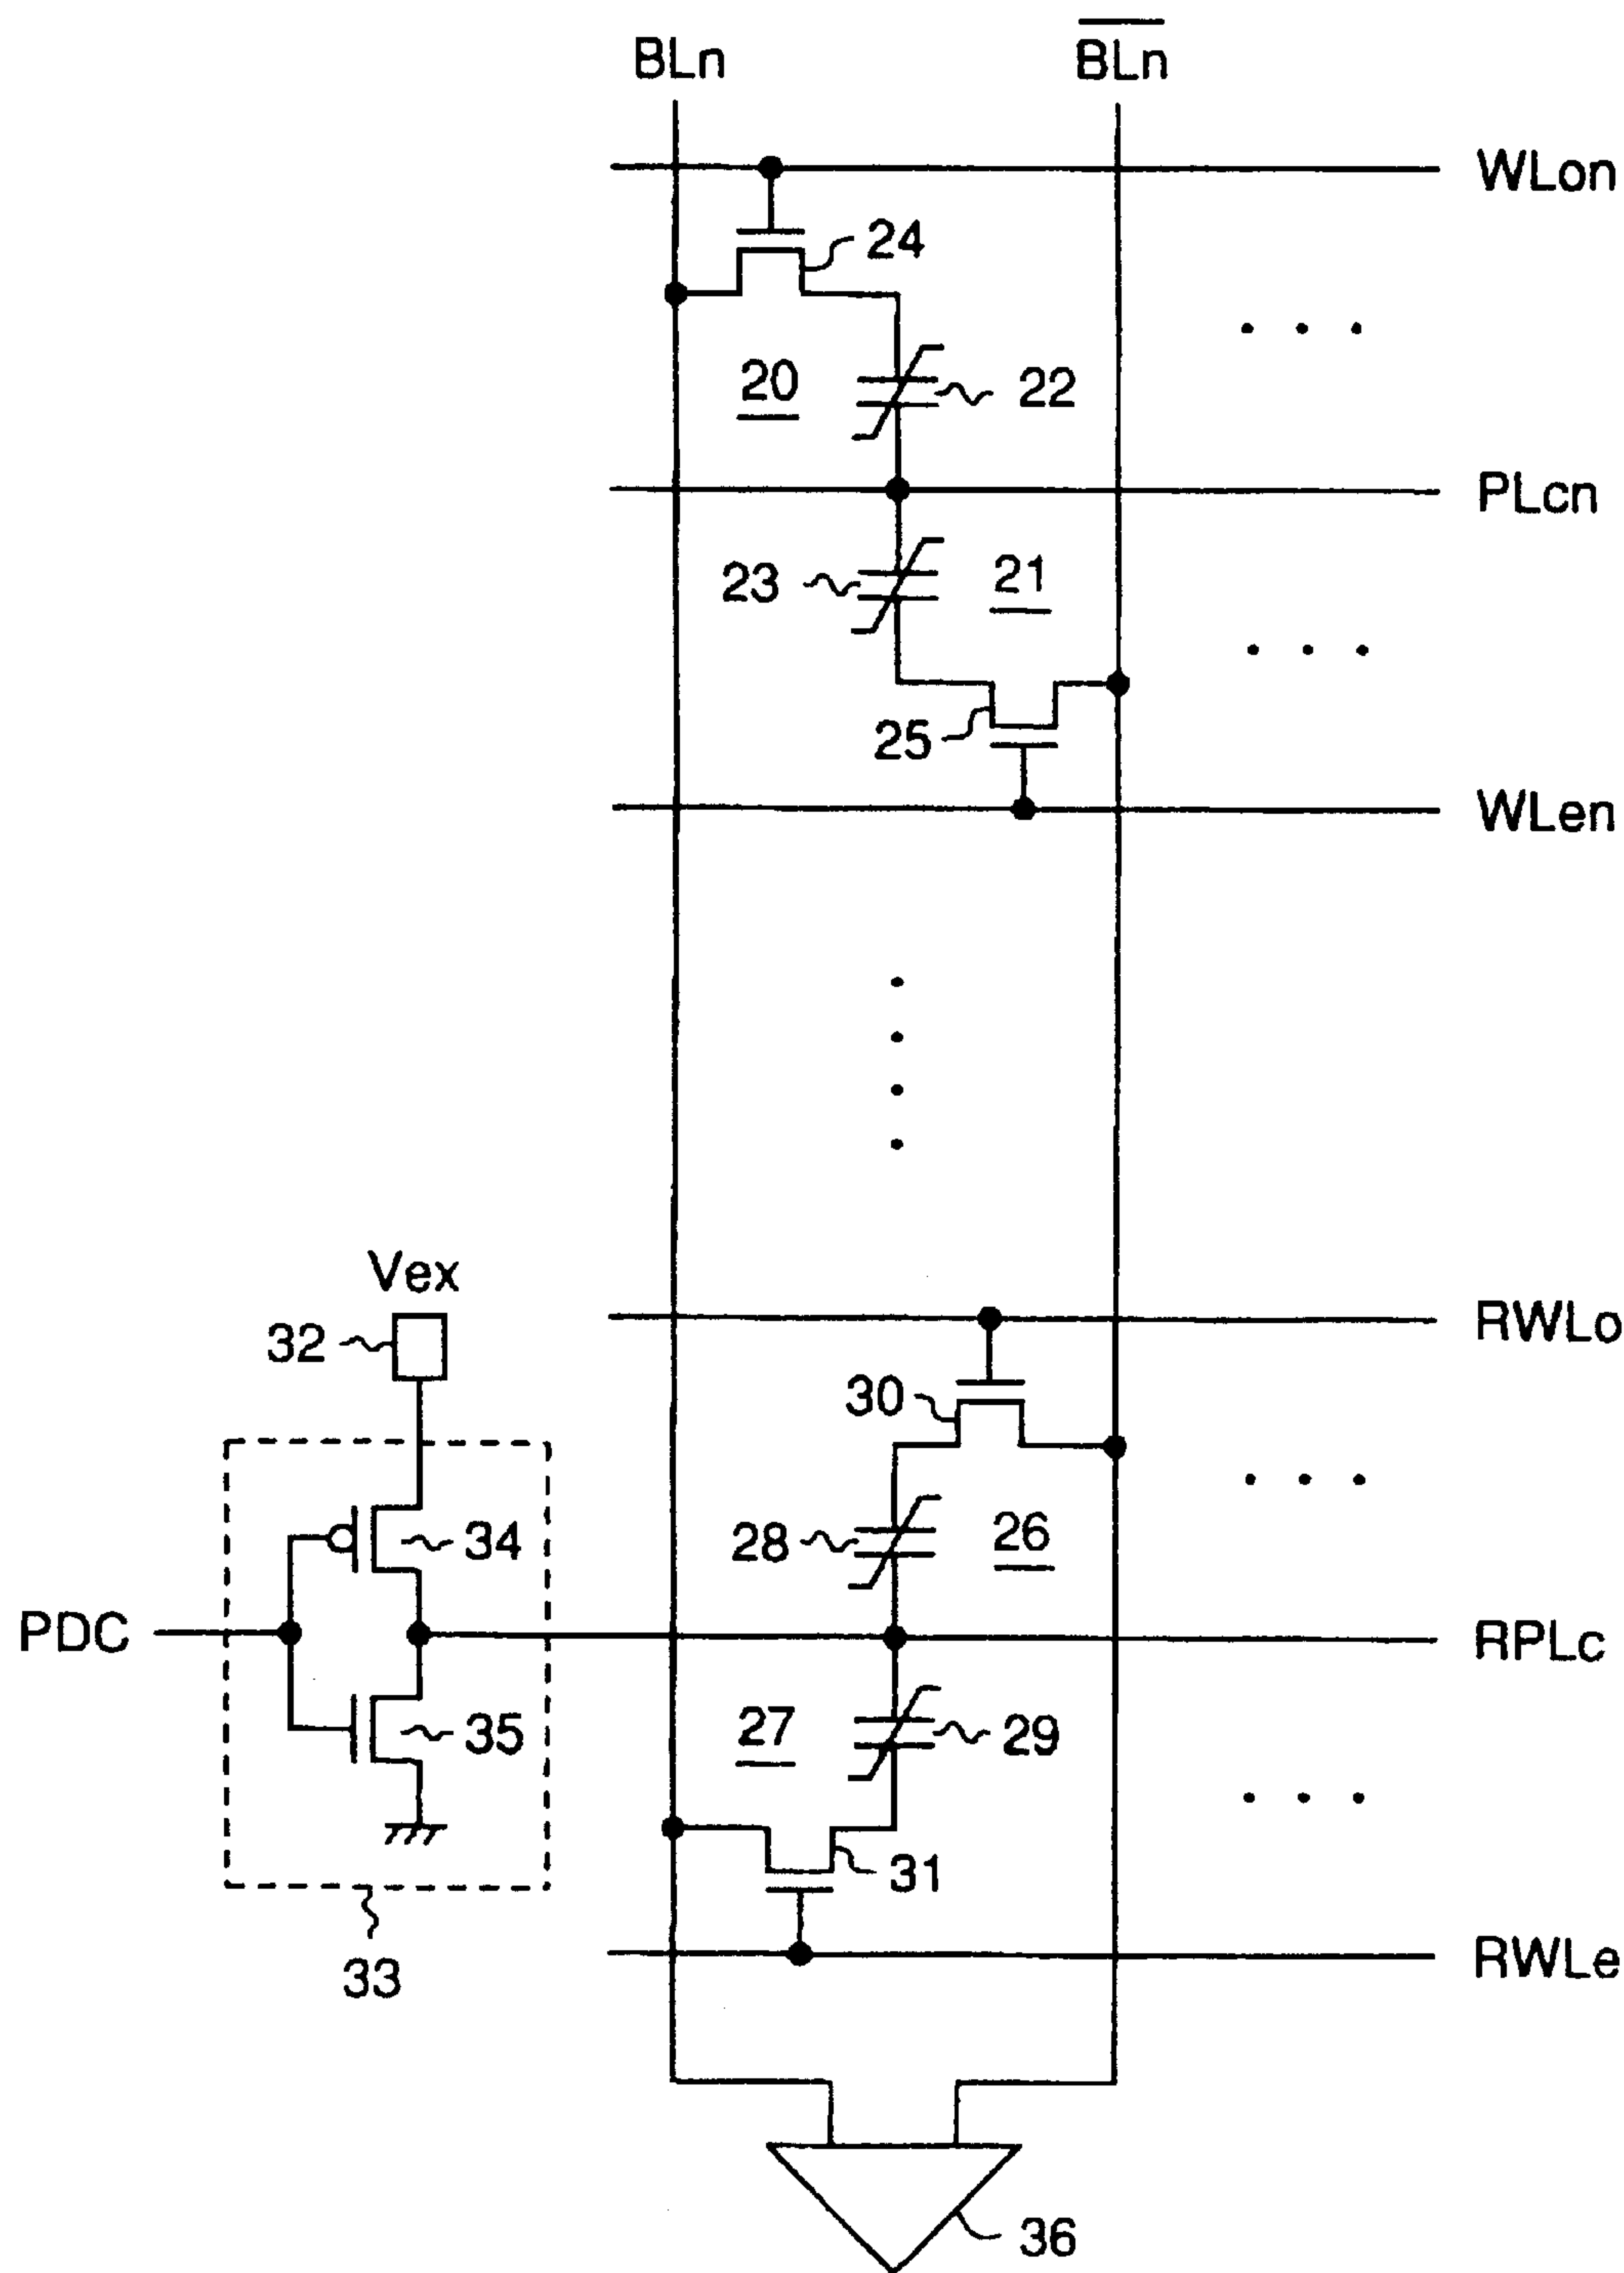 BLn BLn
WLon
24
20 22
PLcn
23 21
25
WLen
Vex
RWLo
32
30
34 28 26
PDC RPLc
35 27 29
31
33 RWLe
36